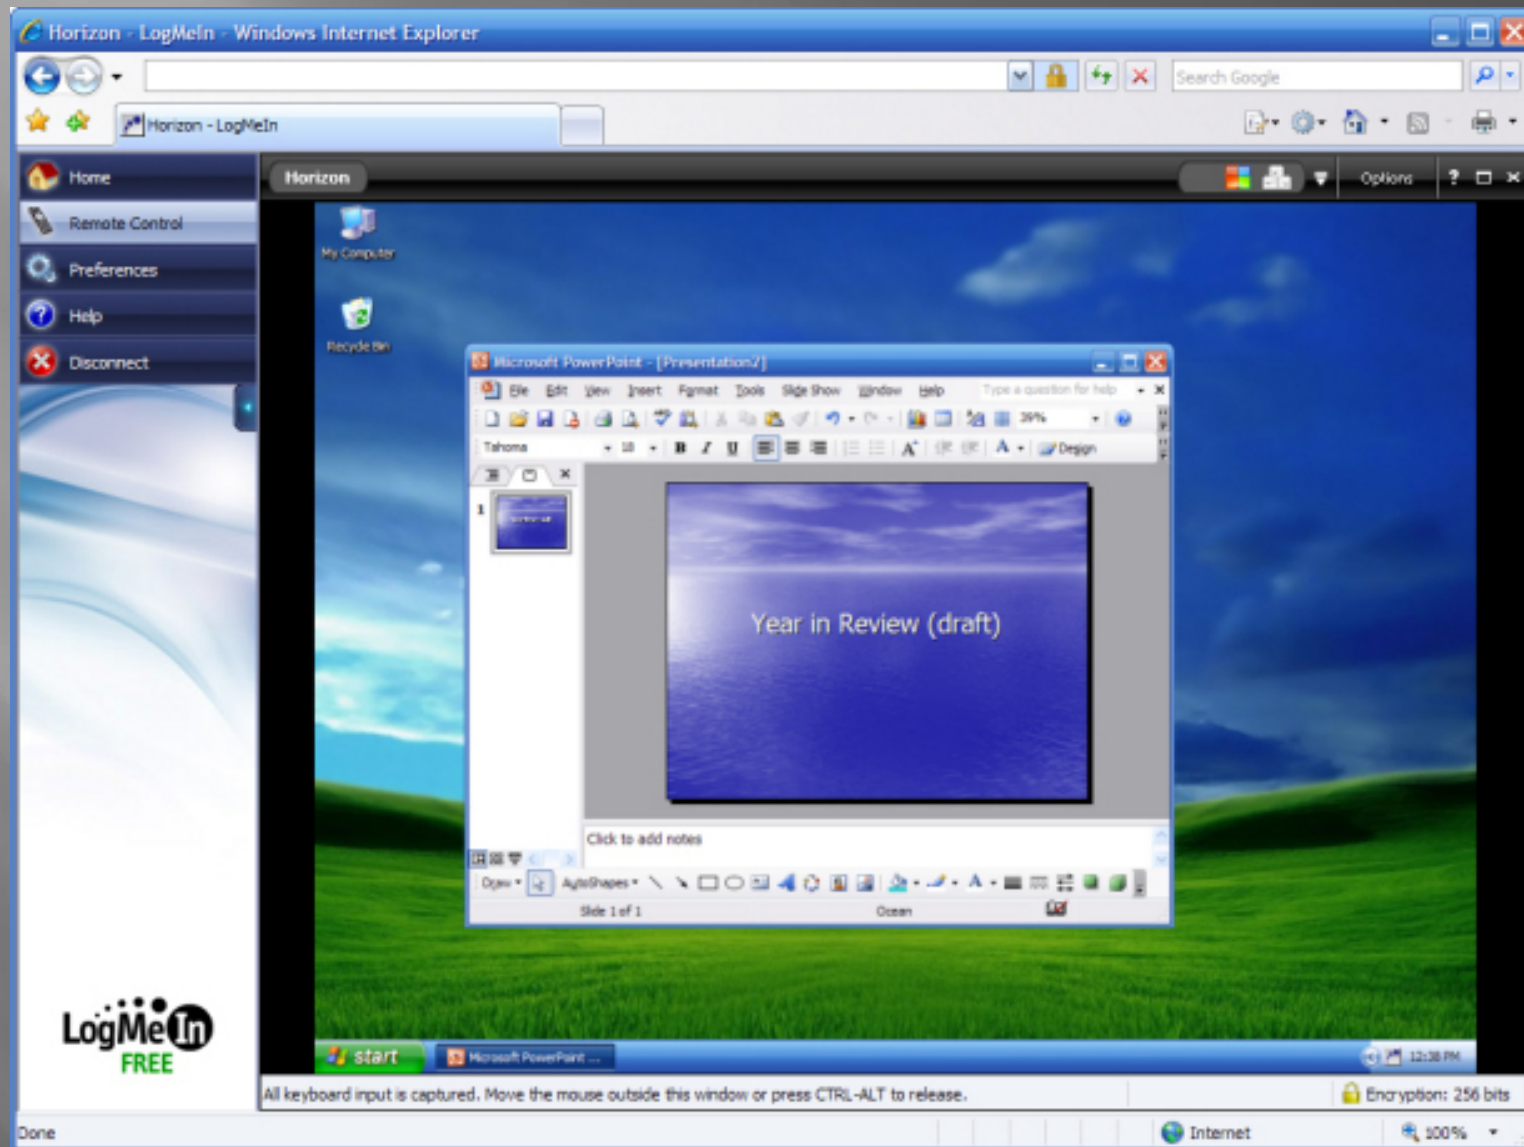 Horizon - LogMeIn - Windows Internet Explorer
Search Google
Horizon - LogMeIn
Home
Remote Control
Preferences
Help
Disconnect
Horizon
Options
?
My Computer
Recycle Bin
Microsoft PowerPoint - [Presentation2]
File Edit View Insert Format Tools Slide Show Window Help
Type a question for help
39%
Tahoma 18 B I U A A Design
1
Year in Review (draft)
Click to add notes
Draw AutoShapes A
Slide 1 of 1 Ocean
start
Microsoft PowerPoint ...
12:38 PM
LogMeIn
FREE
All keyboard input is captured. Move the mouse outside this window or press CTRL-ALT to release.
Encryption: 256 bits
Done
Internet
100%